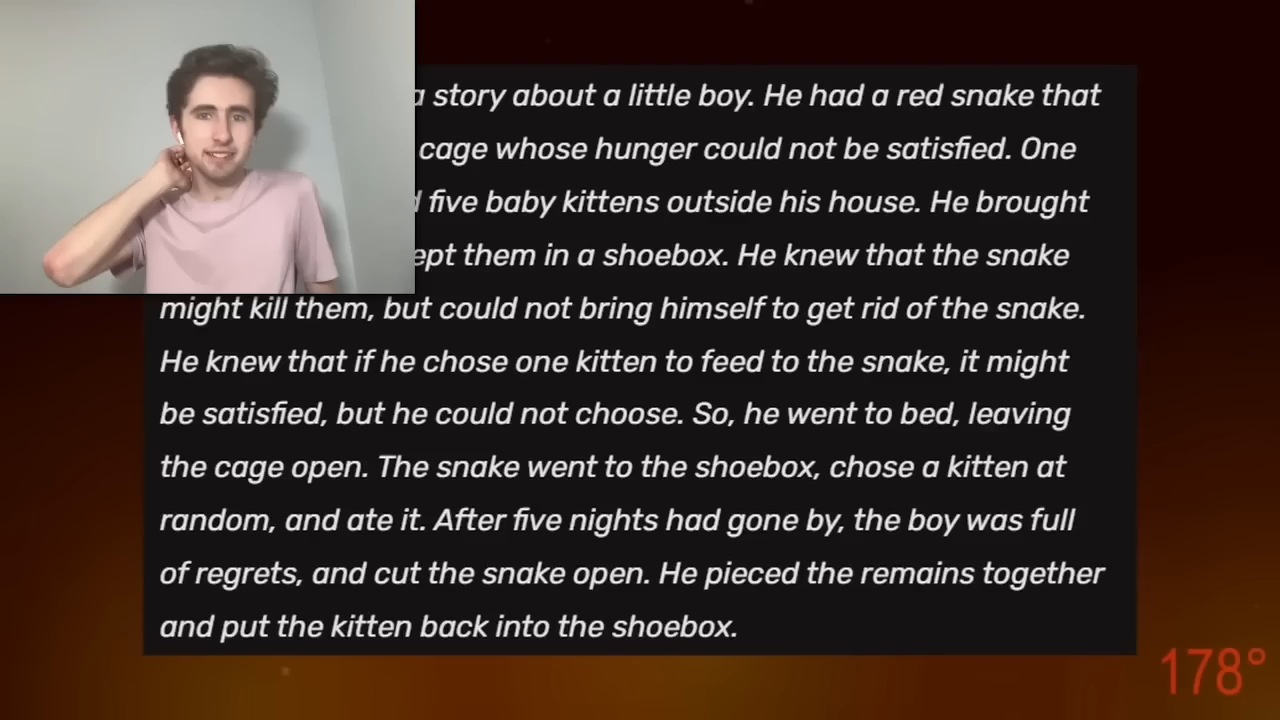 a story about a little boy. He had a red snake that
cage whose hunger could not be satisfied. One
five baby kittens outside his house. He brought
ept them in a shoebox. He knew that the snake
might kill them, but could not bring himself to get rid of the snake.
He knew that if he chose one kitten to feed to the snake, it might
be satisfied, but he could not choose. So, he went to bed, leaving
the cage open. The snake went to the shoebox, chose a kitten at
random, and ate it. After five nights had gone by, the boy was full
of regrets, and cut the snake open. He pieced the remains together
and put the kitten back into the shoebox.
178°